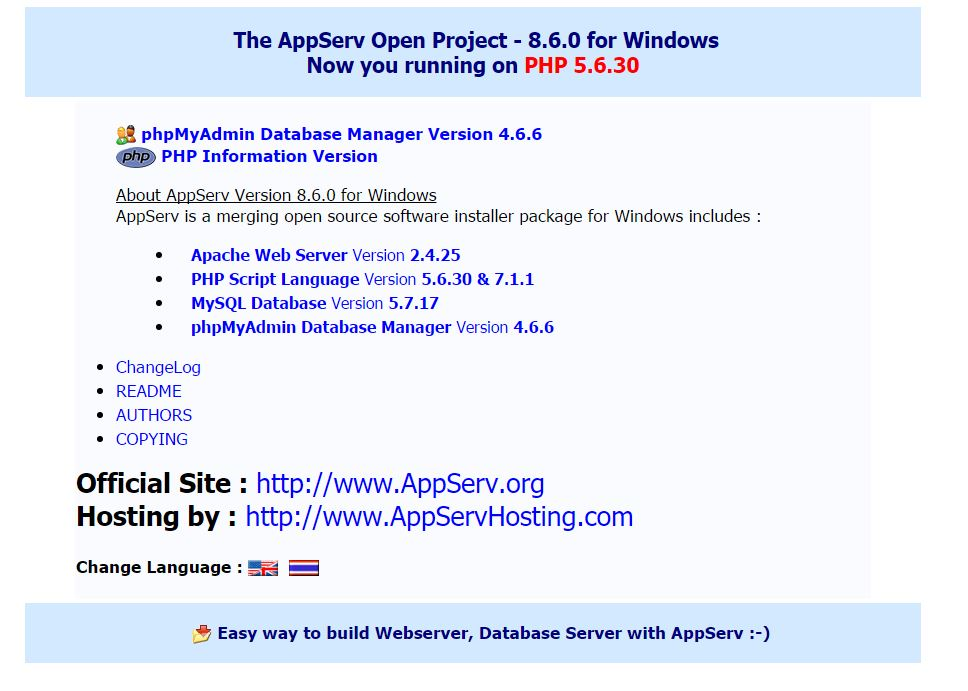 The AppServ Open Project - 8.6.0 for Windows
Now you running on PHP 5.6.30
phpMyAdmin Database Manager Version 4.6.6
php PHP Information Version
About AppServ Version 8.6.0 for Windows
AppServ is a merging open source software installer package for Windows includes :
Apache Web Server Version 2.4.25
PHP Script Language Version 5.6.30 & 7.1.1
MySQL Database Version 5.7.17
phpMyAdmin Database Manager Version 4.6.6
ChangeLog
README
AUTHORS
COPYING
Official Site : http://www.AppServ.org
Hosting by : http://www.AppServHosting.com
Change Language :
Easy way to build Webserver, Database Server with AppServ :-)